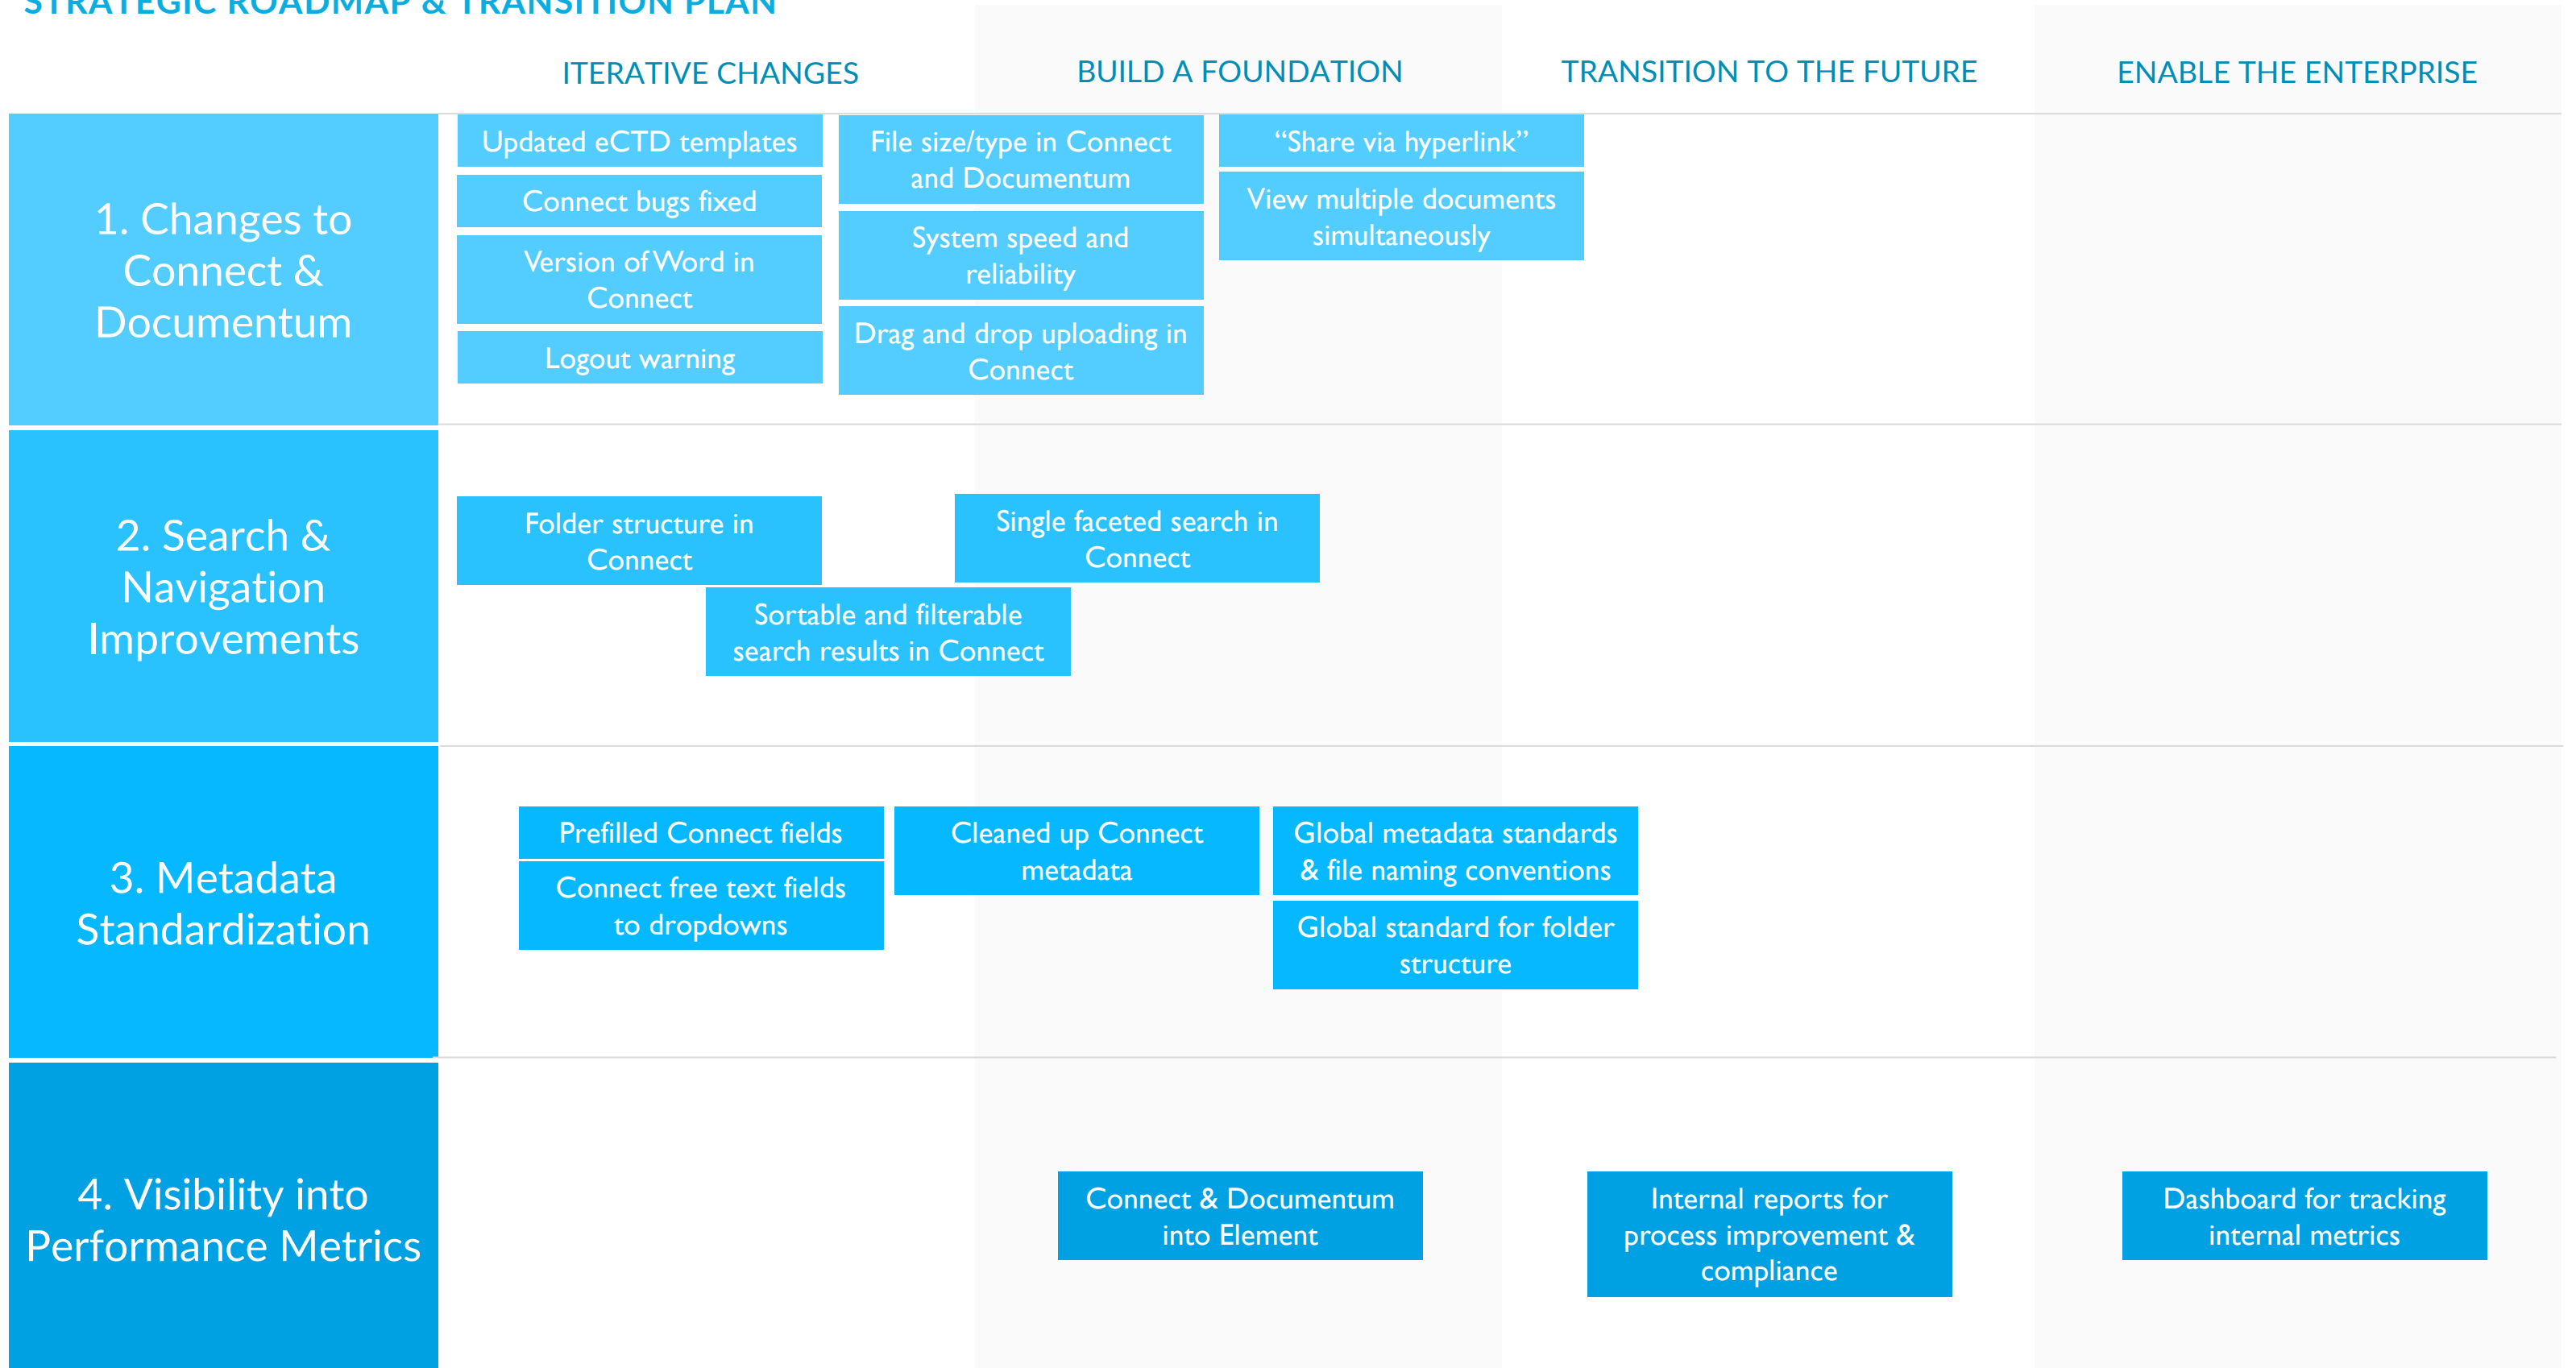 STRATEGIC ROADMAP & TRANSITION PLAN
ITERATIVE CHANGES
BUILD A FOUNDATION
TRANSITION TO THE FUTURE
ENABLE THE ENTERPRISE
1. Changes to
Connect &
Documentum
Updated eCTD templates
Connect bugs fixed
Version of Word in
Connect
Logout warning
File size/type in Connect
and Documentum
System speed and
reliability
Drag and drop uploading in
Connect
“Share via hyperlink”
View multiple documents
simultaneously
2. Search &
Navigation
Improvements
Folder structure in
Connect
Sortable and filterable
search results in Connect
Single faceted search in
Connect
3. Metadata
Standardization
Prefilled Connect fields
Connect free text fields
to dropdowns
Cleaned up Connect
metadata
Global metadata standards
& file naming conventions
Global standard for folder
structure
4. Visibility into
Performance Metrics
Connect & Documentum
into Element
Internal reports for
process improvement &
compliance
Dashboard for tracking
internal metrics